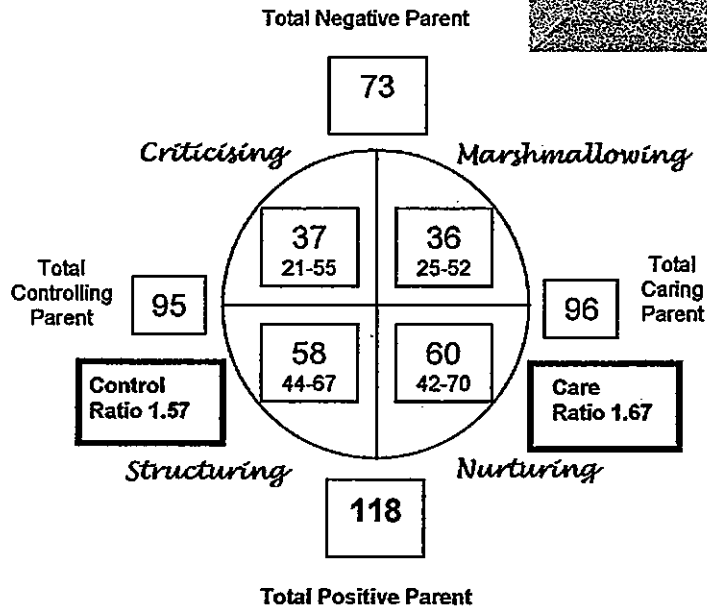 Total Negative Parent
73
Criticising
Marshmallowing
37
21-55
36
25-52
Total
Controlling
Parent
95
Total
Caring
Parent
96
58
44-67
60
42-70
Control
Ratio 1.57
Care
Ratio 1.67
Structuring
Nurturing
118
Total Positive Parent